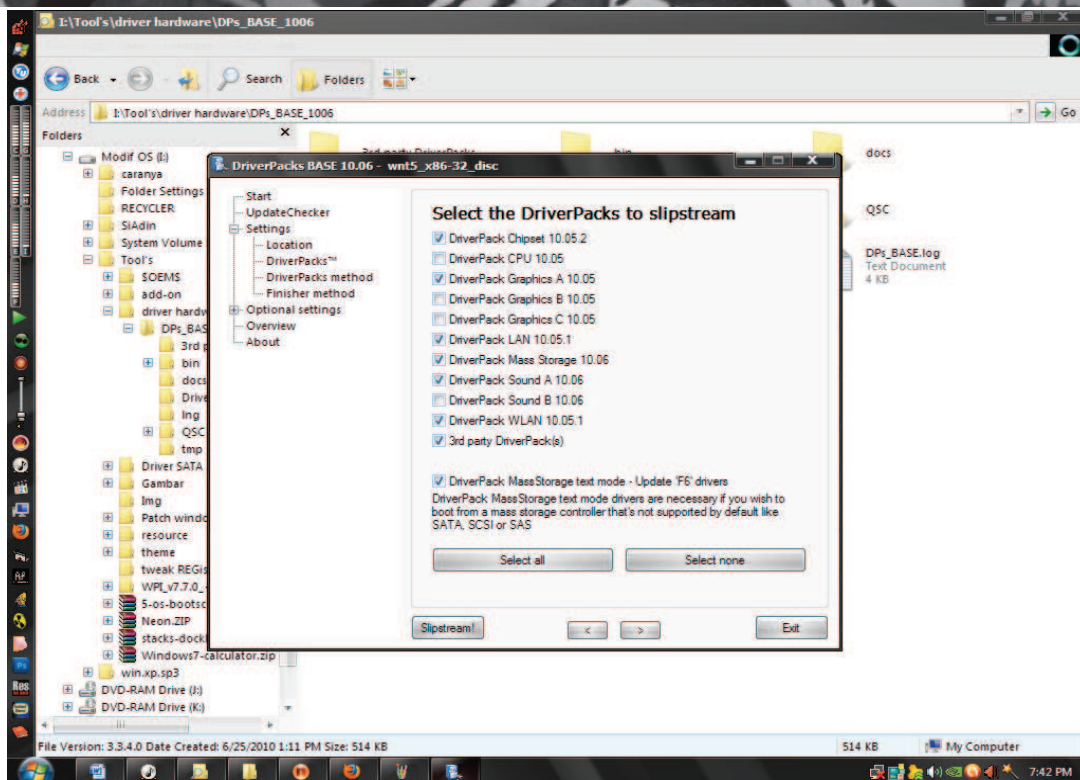 I:\Tool's\driver hardware\DPs_BASE_1006
Back
Search
Folders
Address
I:\Tool's\driver hardware\DPs_BASE_1006
Go
Folders
x
Modif OS (I:)
caranya
Folder Settings
RECYCLER
SiAdin
System Volume
Tool's
SOEMS
add-on
driver hardw
DPs_BAS
3rd p
bin
docs
Drive
lng
QSC
tmp
Driver SATA
Gambar
Img
Patch windo
resource
theme
tweak REGis
WPI_v7.7.0_
5-os-bootsc
Neon.ZIP
stacks-dockl
Windows7-calculator.zip
win.xp.sp3
DVD-RAM Drive (J:)
DVD-RAM Drive (K:)
3rd party DriverPacks
bin
docs
QSC
DPs_BASE.log
Text Document
4 KB
DriverPacks BASE 10.06 - wnt5_x86-32_disc
Start
UpdateChecker
Settings
Location
DriverPacks™
DriverPacks method
Finisher method
Optional settings
Overview
About
Select the DriverPacks to slipstream
DriverPack Chipset 10.05.2
DriverPack CPU 10.05
DriverPack Graphics A 10.05
DriverPack Graphics B 10.05
DriverPack Graphics C 10.05
DriverPack LAN 10.05.1
DriverPack Mass Storage 10.06
DriverPack Sound A 10.06
DriverPack Sound B 10.06
DriverPack WLAN 10.05.1
3rd party DriverPack(s)
DriverPack MassStorage text mode - Update 'F6' drivers
DriverPack MassStorage text mode drivers are necessary if you wish to
boot from a mass storage controller that's not supported by default like
SATA, SCSI or SAS
Select all
Select none
Slipstream!
<
>
Exit
File Version: 3.3.4.0 Date Created: 6/25/2010 1:11 PM Size: 514 KB
514 KB
My Computer
7:42 PM